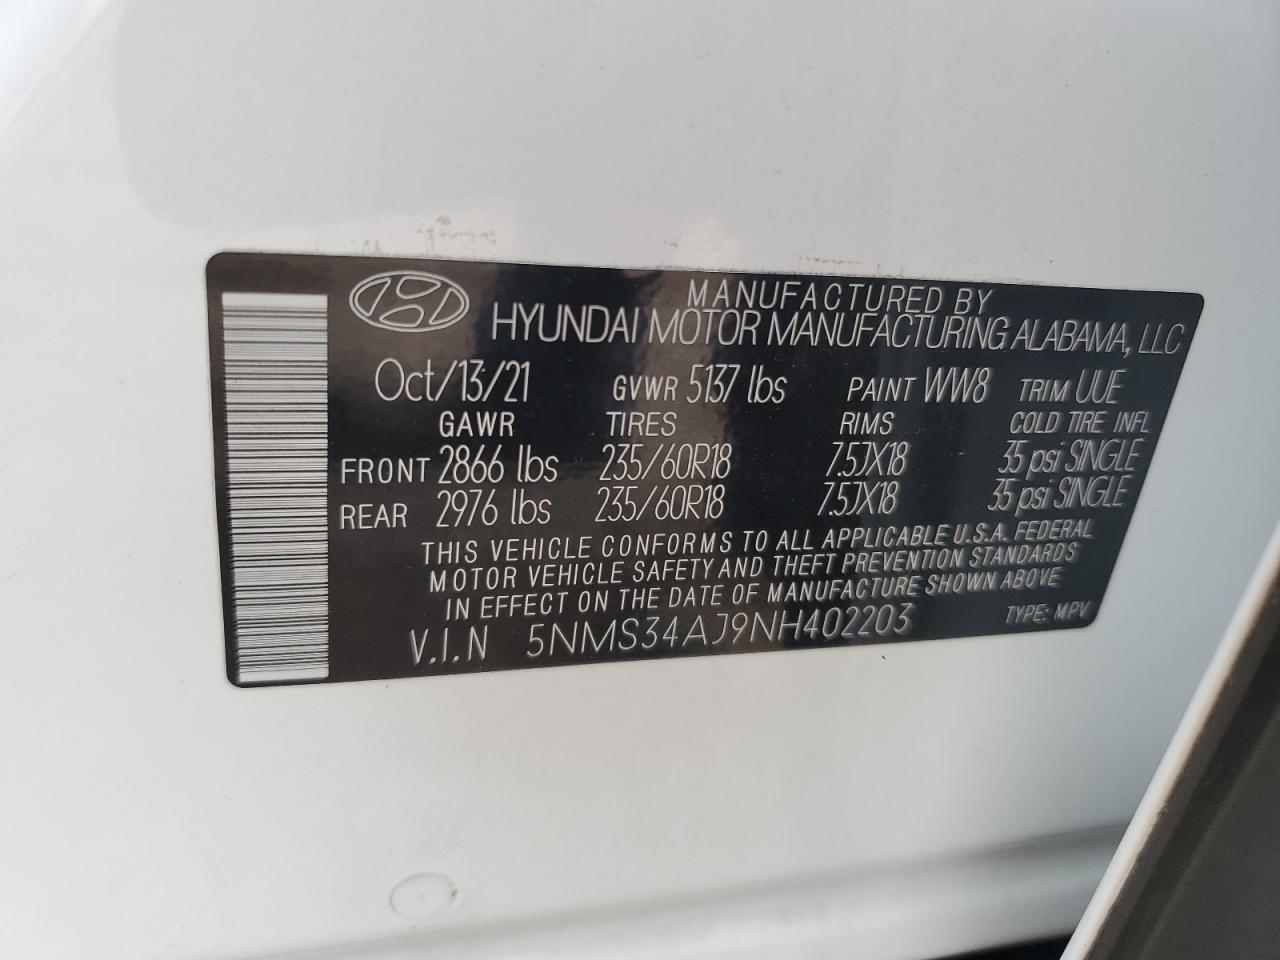 MANUFACTURED BY
HYUNDAI MOTOR MANUFACTURING ALABAMA, LLC
Oct/13/21 GVWR 5137 lbs PAINT WW8 TRIM UUE
GAWR TIRES RIMS COLD TIRE INFL
FRONT 2866 lbs 235/60R18 7.5JX18 35 psi SINGLE
REAR 2976 lbs 235/60R18 7.5JX18 35 psi SINGLE
THIS VEHICLE CONFORMS TO ALL APPLICABLE U.S.A. FEDERAL
MOTOR VEHICLE SAFETY AND THEFT PREVENTION STANDARDS
IN EFFECT ON THE DATE OF MANUFACTURE SHOWN ABOVE
V.I.N 5NMS34AJ9NH402203 TYPE: MPV